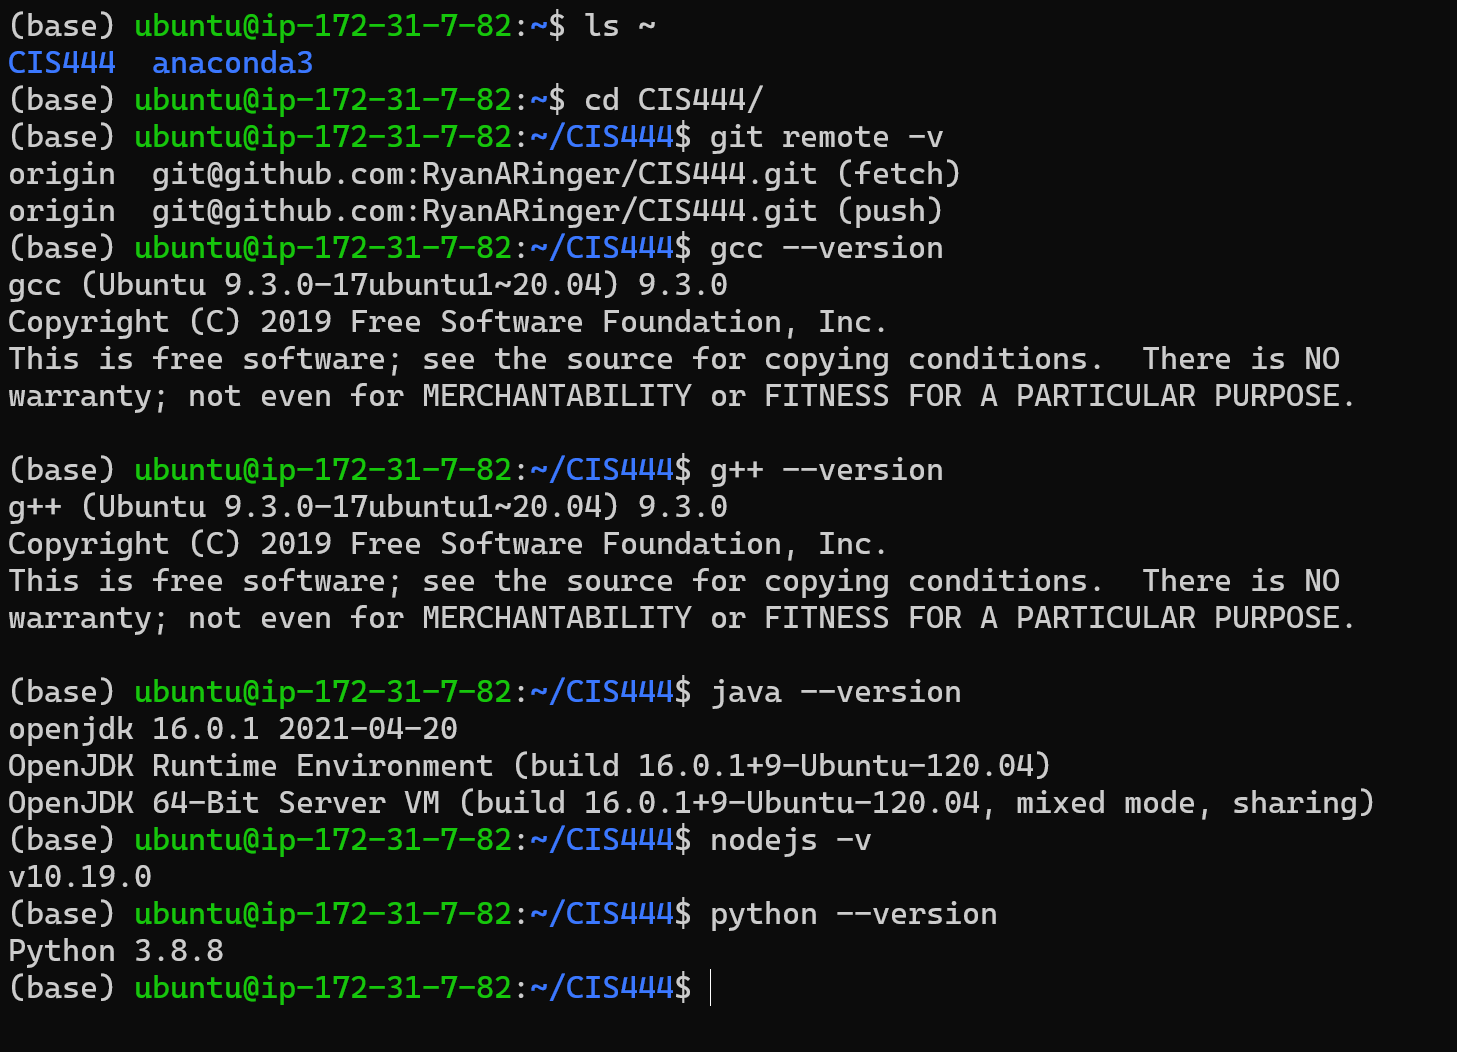 (base) ubuntu@ip-172-31-7-82:~$ ls ~
CIS444  anaconda3
(base) ubuntu@ip-172-31-7-82:~$ cd CIS444/
(base) ubuntu@ip-172-31-7-82:~/CIS444$ git remote -v
origin  git@github.com:RyanARinger/CIS444.git (fetch)
origin  git@github.com:RyanARinger/CIS444.git (push)
(base) ubuntu@ip-172-31-7-82:~/CIS444$ gcc --version
gcc (Ubuntu 9.3.0-17ubuntu1~20.04) 9.3.0
Copyright (C) 2019 Free Software Foundation, Inc.
This is free software; see the source for copying conditions.  There is NO
warranty; not even for MERCHANTABILITY or FITNESS FOR A PARTICULAR PURPOSE.

(base) ubuntu@ip-172-31-7-82:~/CIS444$ g++ --version
g++ (Ubuntu 9.3.0-17ubuntu1~20.04) 9.3.0
Copyright (C) 2019 Free Software Foundation, Inc.
This is free software; see the source for copying conditions.  There is NO
warranty; not even for MERCHANTABILITY or FITNESS FOR A PARTICULAR PURPOSE.

(base) ubuntu@ip-172-31-7-82:~/CIS444$ java --version
openjdk 16.0.1 2021-04-20
OpenJDK Runtime Environment (build 16.0.1+9-Ubuntu-120.04)
OpenJDK 64-Bit Server VM (build 16.0.1+9-Ubuntu-120.04, mixed mode, sharing)
(base) ubuntu@ip-172-31-7-82:~/CIS444$ nodejs -v
v10.19.0
(base) ubuntu@ip-172-31-7-82:~/CIS444$ python --version
Python 3.8.8
(base) ubuntu@ip-172-31-7-82:~/CIS444$